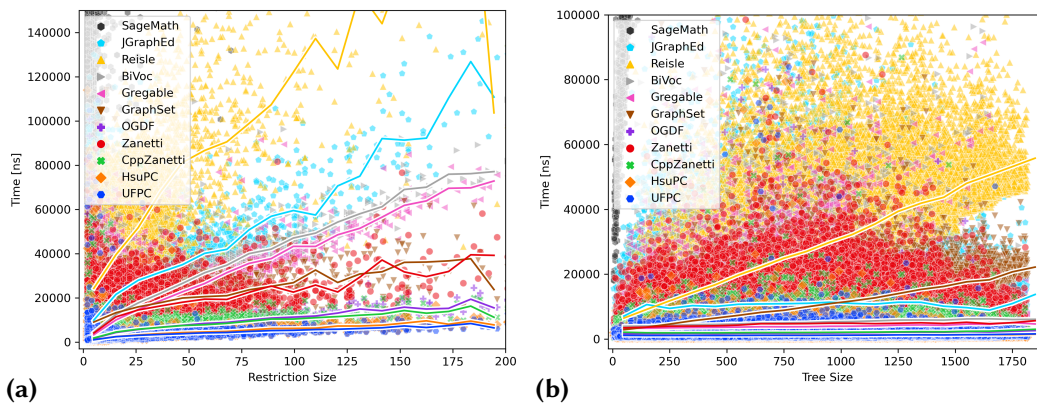 140000
120000
100000
80000
60000
40000
20000
0
Time [ns]
SageMath
JGraphEd
Reisle
BiVoc
Gregable
GraphSet
OGDF
Zanetti
CppZanetti
HsuPC
UFPC
0 25 50 75 100 125 150 175 200
Restriction Size
(a)
100000
80000
60000
40000
20000
0
Time [ns]
SageMath
JGraphEd
Reisle
BiVoc
Gregable
GraphSet
OGDF
Zanetti
CppZanetti
HsuPC
UFPC
0 250 500 750 1000 1250 1500 1750
Tree Size
(b)